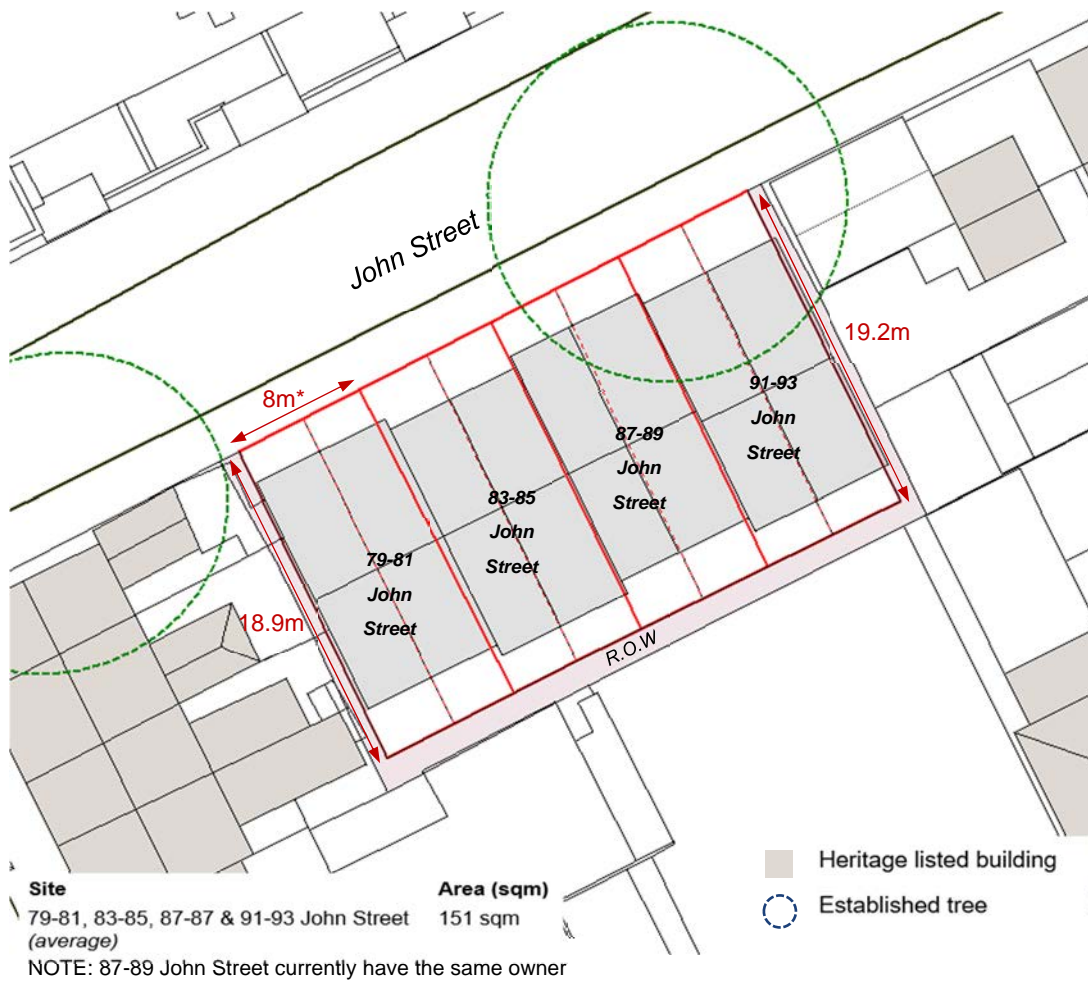 John Street
8m*
19.2m
91-93
John
Street
87-89
John
Street
83-85
John
Street
79-81
John
Street
18.9m
R.O.W
Heritage listed building
Established tree
Site Area (sqm)
79-81, 83-85, 87-87 & 91-93 John Street 151 sqm
(average)
NOTE: 87-89 John Street currently have the same owner